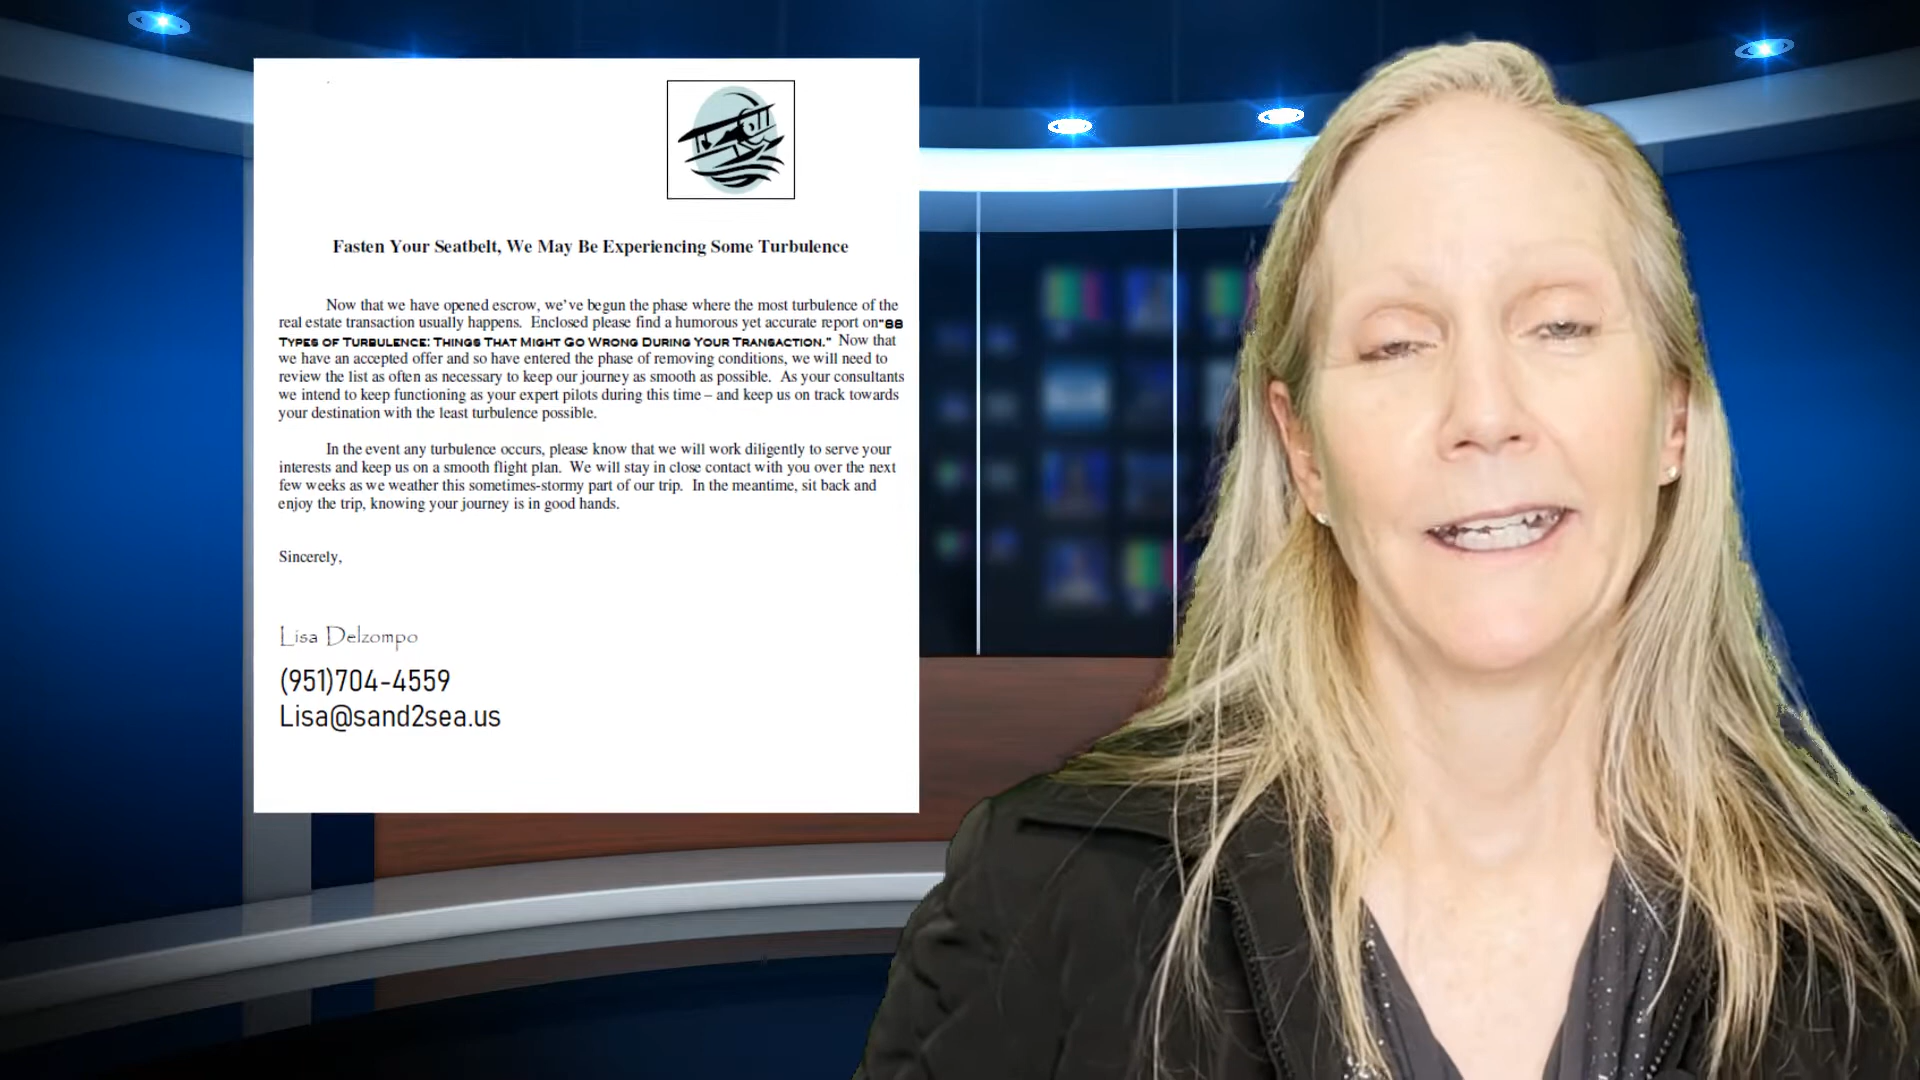 Fasten Your Seatbelt, We May Be Experiencing Some Turbulence
Now that we have opened escrow, we've begun the phase where the most turbulence of the
real estate transaction usually happens. Enclosed please find a humorous yet accurate report on "88
TYPES OF TURBULENCE: THINGS THAT MIGHT GO WRONG DURING YOUR TRANSACTION." Now that
we have an accepted offer and so have entered the phase of removing conditions, we will need to
review the list as often as necessary to keep our journey as smooth as possible. As your consultants
we intend to keep functioning as your expert pilots during this time – and keep us on track towards
your destination with the least turbulence possible.
In the event any turbulence occurs, please know that we will work diligently to serve your
interests and keep us on a smooth flight plan. We will stay in close contact with you over the next
few weeks as we weather this sometimes-stormy part of our trip. In the meantime, sit back and
enjoy the trip, knowing your journey is in good hands.
Sincerely,
Lisa Delzompo
(951)704-4559
Lisa@sand2sea.us